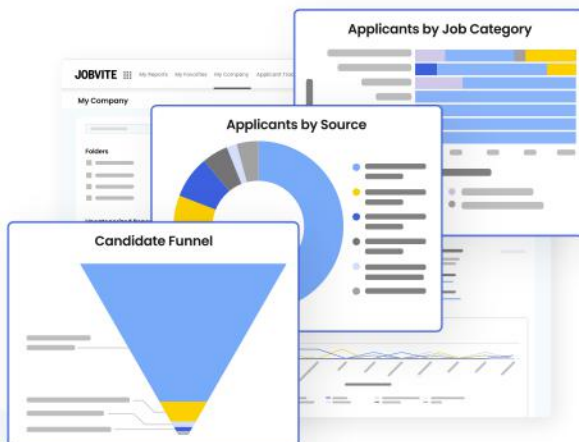 Applicants by Job Category
JOBVITE My Reports My Favorites My Company Applicant
My Company
Applicants by Source
Folders
Candidate Funnel